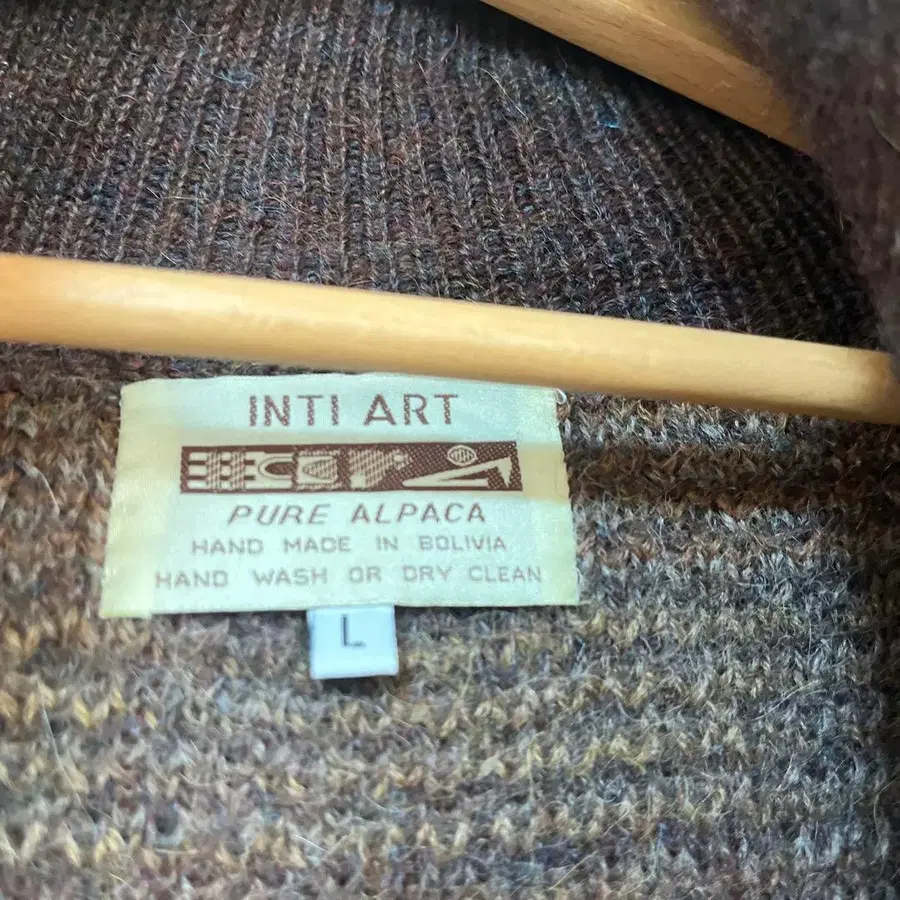 INTI ART
PURE ALPACA
HAND MADE IN BOLIVIA
HAND WASH OR DRY CLEAN
L